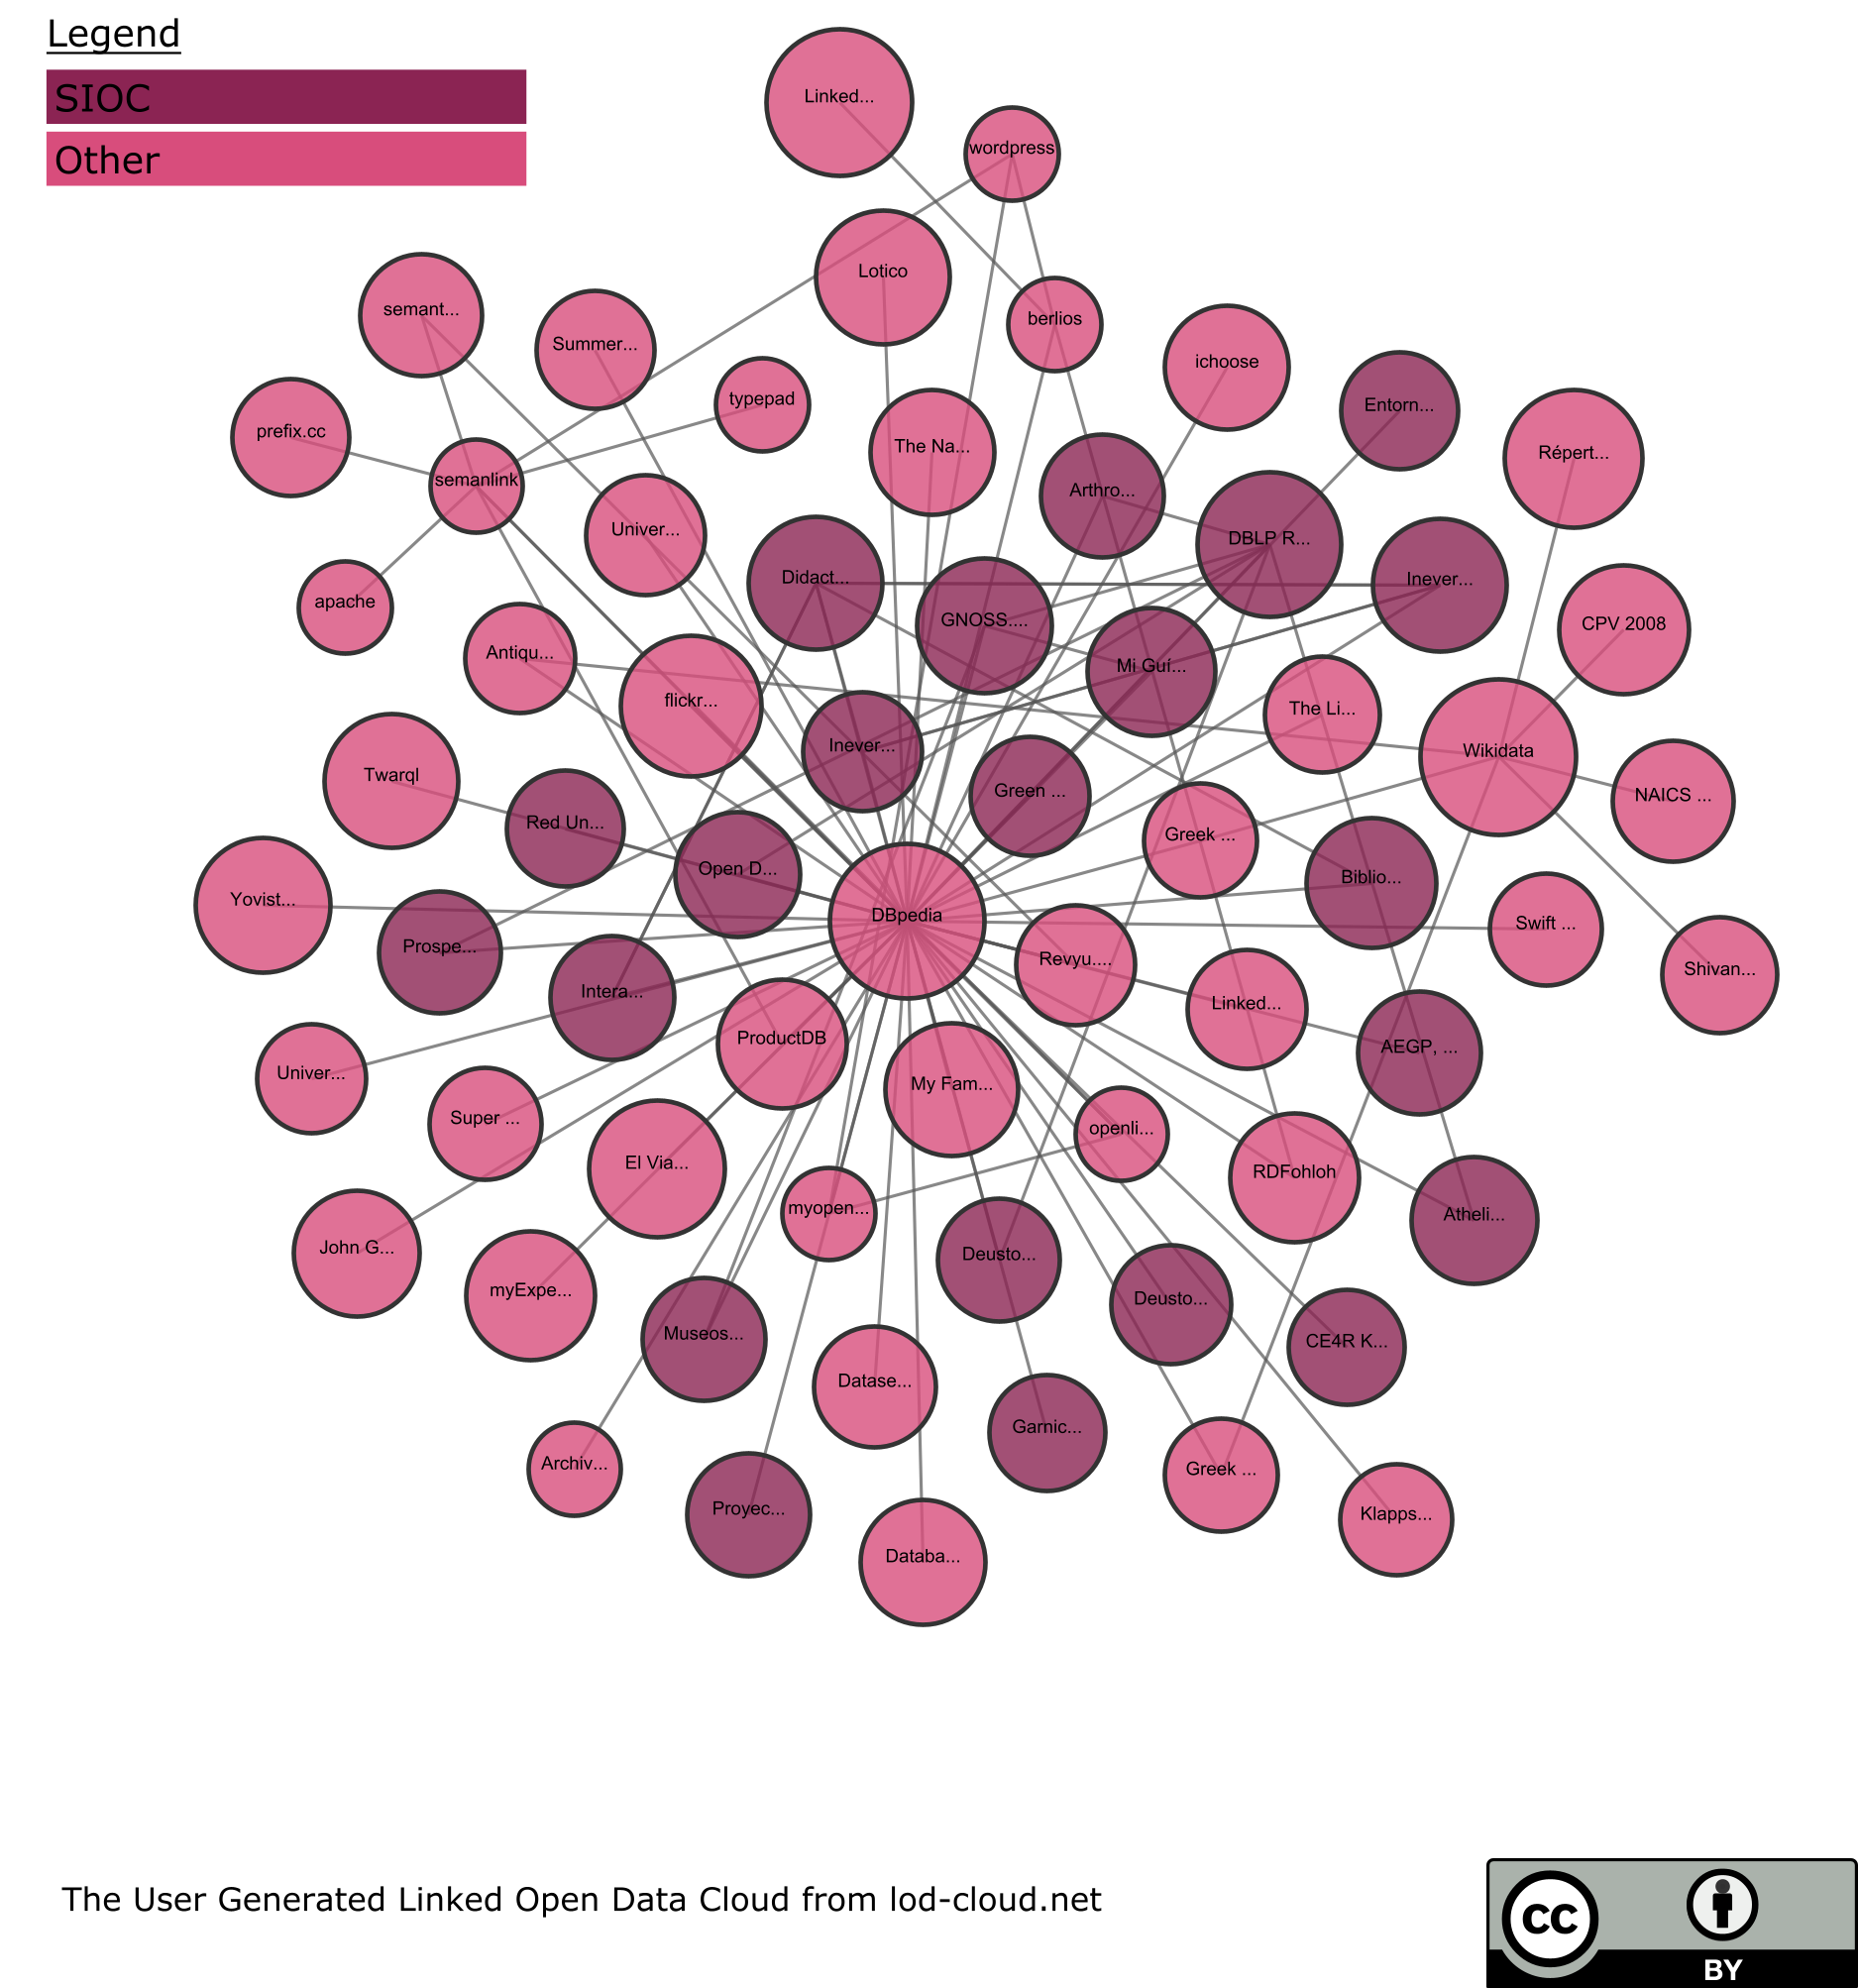 Legend
SIOC
Other
Linked...
wordpress
Lotico
semant...
berlios
Summer...
ichoose
typepad
Entorn...
prefix.cc
The Na...
Répert...
semanlink
Arthro...
Univer...
DBLP R...
Didact...
Inever...
apache
GNOSS....
CPV 2008
Antiqu...
Mi Guí...
flickr...
The Li...
Inever...
Wikidata
Twarql
Green ...
NAICS ...
Red Un...
Greek ...
Open D...
Biblio...
Yovist...
DBpedia
Swift ...
Prospe...
Revyu....
Shivan...
Intera...
Linked...
ProductDB
AEGP, ...
Univer...
My Fam...
Super ...
openli...
El Via...
RDFohloh
myopen...
Atheli...
John G...
Deusto...
myExpe...
Deusto...
Museos...
CE4R K...
Datase...
Garnic...
Archiv...
Greek ...
Proyec...
Klapps...
Databa...
The User Generated Linked Open Data Cloud from lod-cloud.net
cc
BY